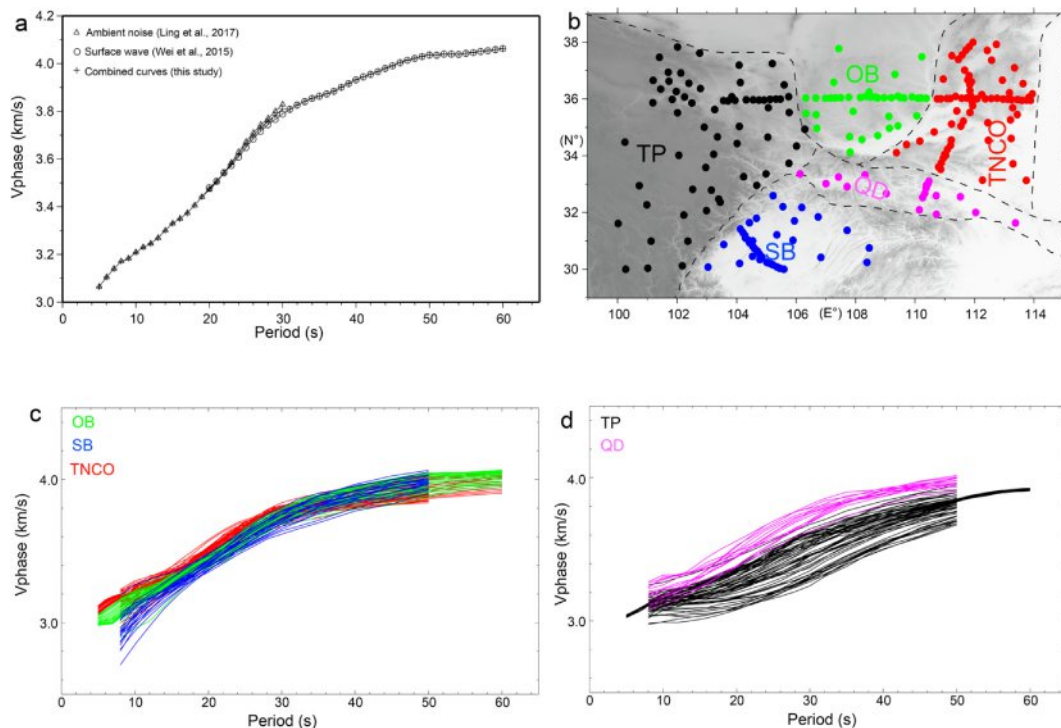 a
4.2
4.0
3.8
3.6
3.4
3.2
3.0
Vphase (km/s)
△ Ambient noise (Ling et al., 2017)
○ Surface wave (Wei et al., 2015)
+ Combined curves (this study)
0 10 20 30 40 50 60
Period (s)
b
38
36
(N°)
34
32
30
TP
OB
TNCO
QD
SB
100 102 104 106 (E°) 108 110 112 114
c
OB
SB
TNCO
4.0
3.0
Vphase (km/s)
0 10 20 30 40 50 60
Period (s)
d
TP
QD
4.0
3.0
Vphase (km/s)
0 10 20 30 40 50 60
Period (s)